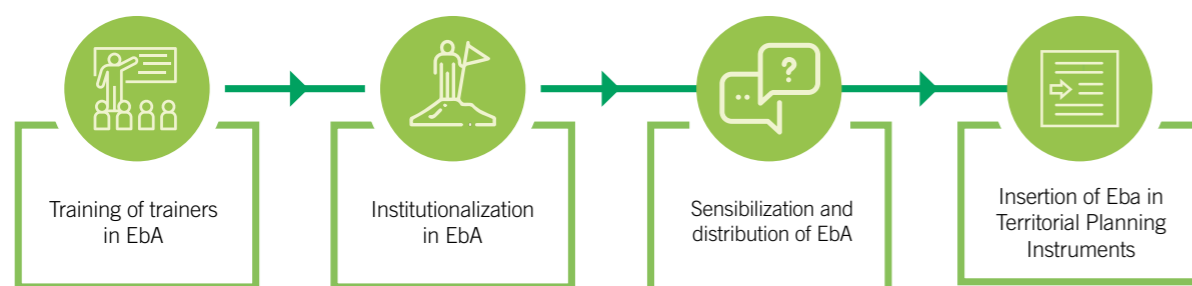 ?
Training of trainers
in EbA
Institutionalization
in EbA
Sensibilization and
distribution of EbA
Insertion of Eba in
Territorial Planning
Instruments